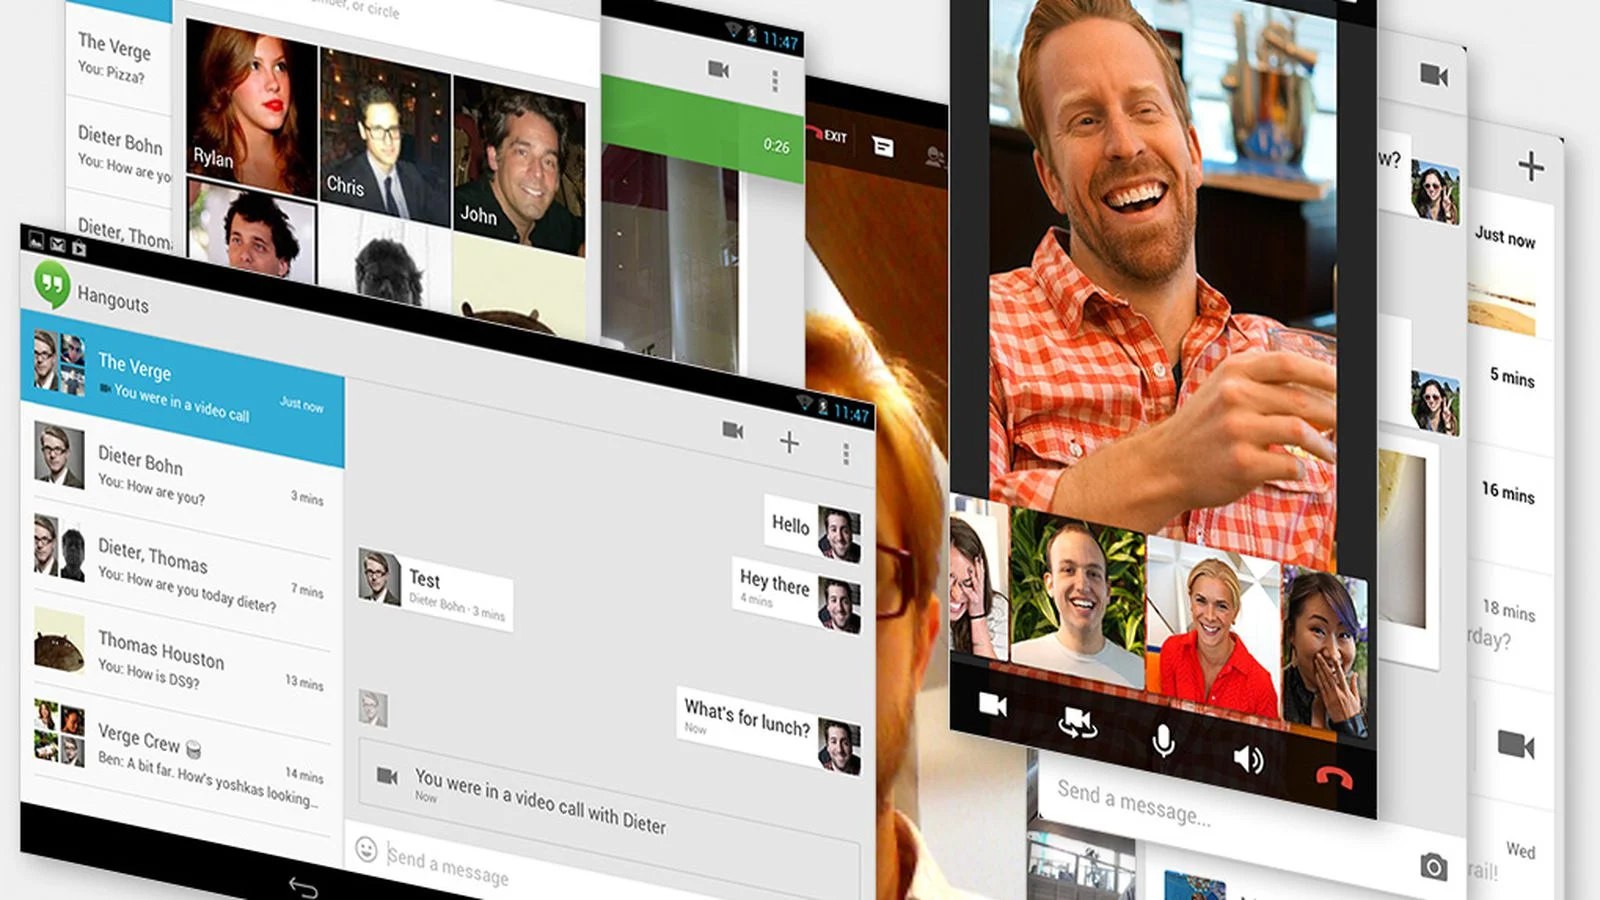 number, or circle
The Verge
You: Pizza?
Dieter Bohn
You: How are yo
Dieter, Thom
Rylan
Chris
John
11:47
0:26
EXIT
w?
Just now
5 mins
16 mins
18 mins
rday?
Wed
rail!
Send a message...
Hangouts
11:47
The Verge
You were in a video call
Just now
Dieter Bohn
You: How are you?
3 mins
Dieter, Thomas
You: How are you today dieter?
7 mins
Thomas Houston
You: How is DS9?
13 mins
Verge Crew
Ben: A bit far. How's yoshkas looking...
14 mins
Hello
Test
Dieter Bohn · 3 mins
Hey there
4 mins
What's for lunch?
Now
You were in a video call with Dieter
Now
Send a message